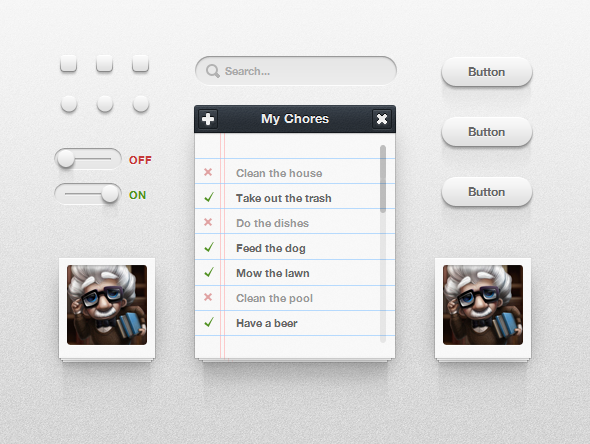 Search...
Button
My Chores
Button
OFF
Clean the house
ON
Take out the trash
Button
Do the dishes
Feed the dog
Mow the lawn
Clean the pool
Have a beer